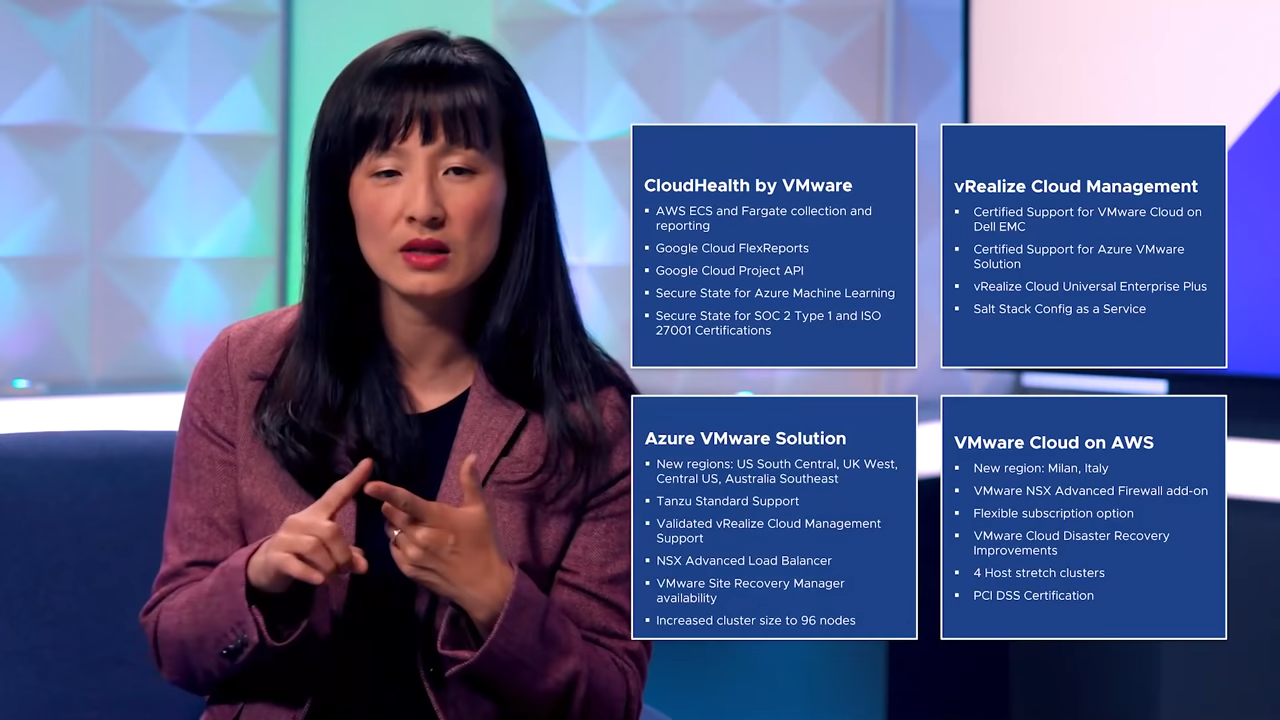 CloudHealth by VMware
▪ AWS ECS and Fargate collection and
reporting
▪ Google Cloud FlexReports
▪ Google Cloud Project API
▪ Secure State for Azure Machine Learning
▪ Secure State for SOC 2 Type 1 and ISO
27001 Certifications
vRealize Cloud Management
▪ Certified Support for VMware Cloud on
Dell EMC
▪ Certified Support for Azure VMware
Solution
▪ vRealize Cloud Universal Enterprise Plus
▪ Salt Stack Config as a Service
Azure VMware Solution
▪ New regions: US South Central, UK West,
Central US, Australia Southeast
▪ Tanzu Standard Support
▪ Validated vRealize Cloud Management
Support
▪ NSX Advanced Load Balancer
▪ VMware Site Recovery Manager
availability
▪ Increased cluster size to 96 nodes
VMware Cloud on AWS
▪ New region: Milan, Italy
▪ VMware NSX Advanced Firewall add-on
▪ Flexible subscription option
▪ VMware Cloud Disaster Recovery
Improvements
▪ 4 Host stretch clusters
▪ PCI DSS Certification